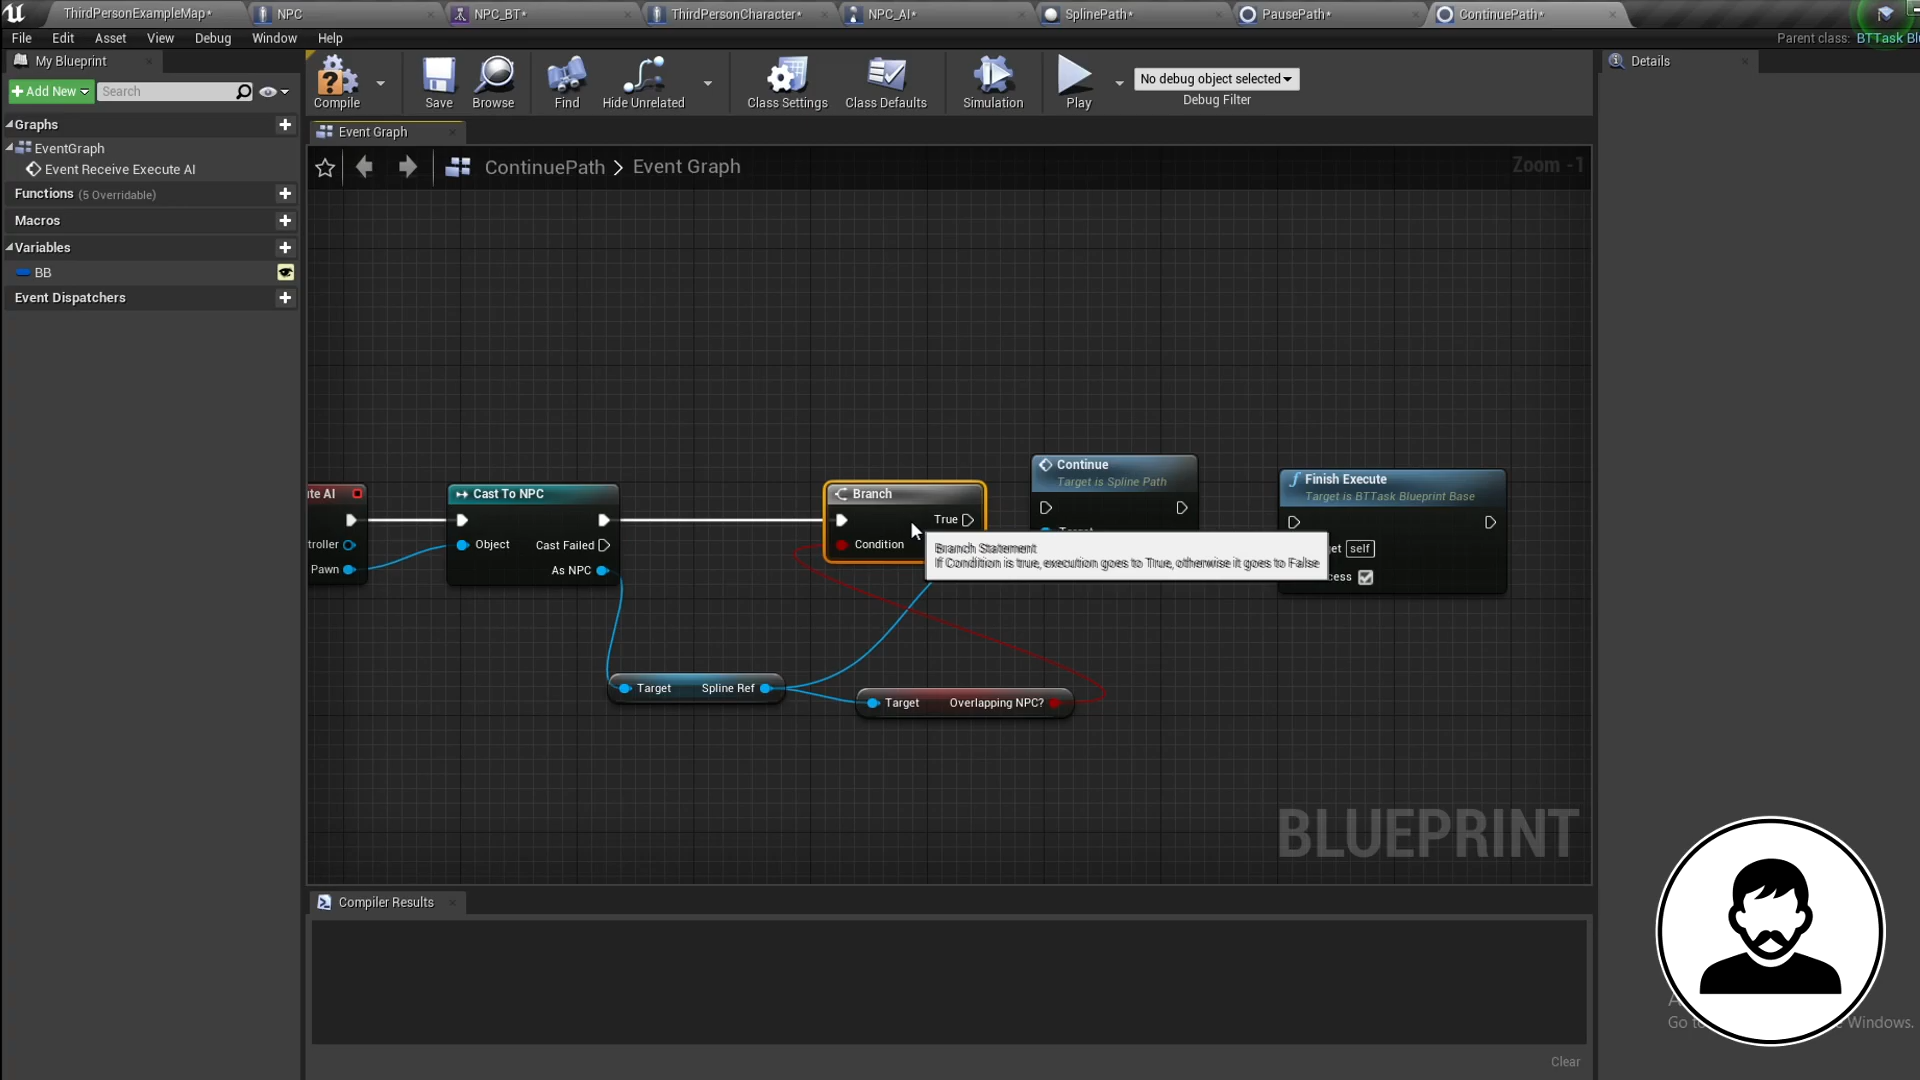 ThirdPersonExampleMap*
NPC
NPC_BT*
ThirdPersonCharacter*
NPC_AI*
SplinePath*
PausePath*
ContinuePath*
File Edit Asset View Debug Window Help
Parent class: BTTask Blu
My Blueprint
Details
Add New
Search
Compile
Save
Browse
Find
Hide Unrelated
Class Settings
Class Defaults
Simulation
Play
No debug object selected
Debug Filter
Graphs
EventGraph
Event Receive Execute AI
Functions (5 Overridable)
Macros
Variables
BB
Event Dispatchers
Event Graph
ContinuePath > Event Graph
Zoom -1
Continue
Target is Spline Path
Finish Execute
Target is BTTask Blueprint Base
te AI
Cast To NPC
Branch
True
troller
Object
Cast Failed
Condition
Pawn
As NPC
Branch Statement
If Condition is true, execution goes to True, otherwise it goes to False
et self
cess
Target Spline Ref
Target Overlapping NPC?
BLUEPRINT
Compiler Results
Go to
Windows.
Clear